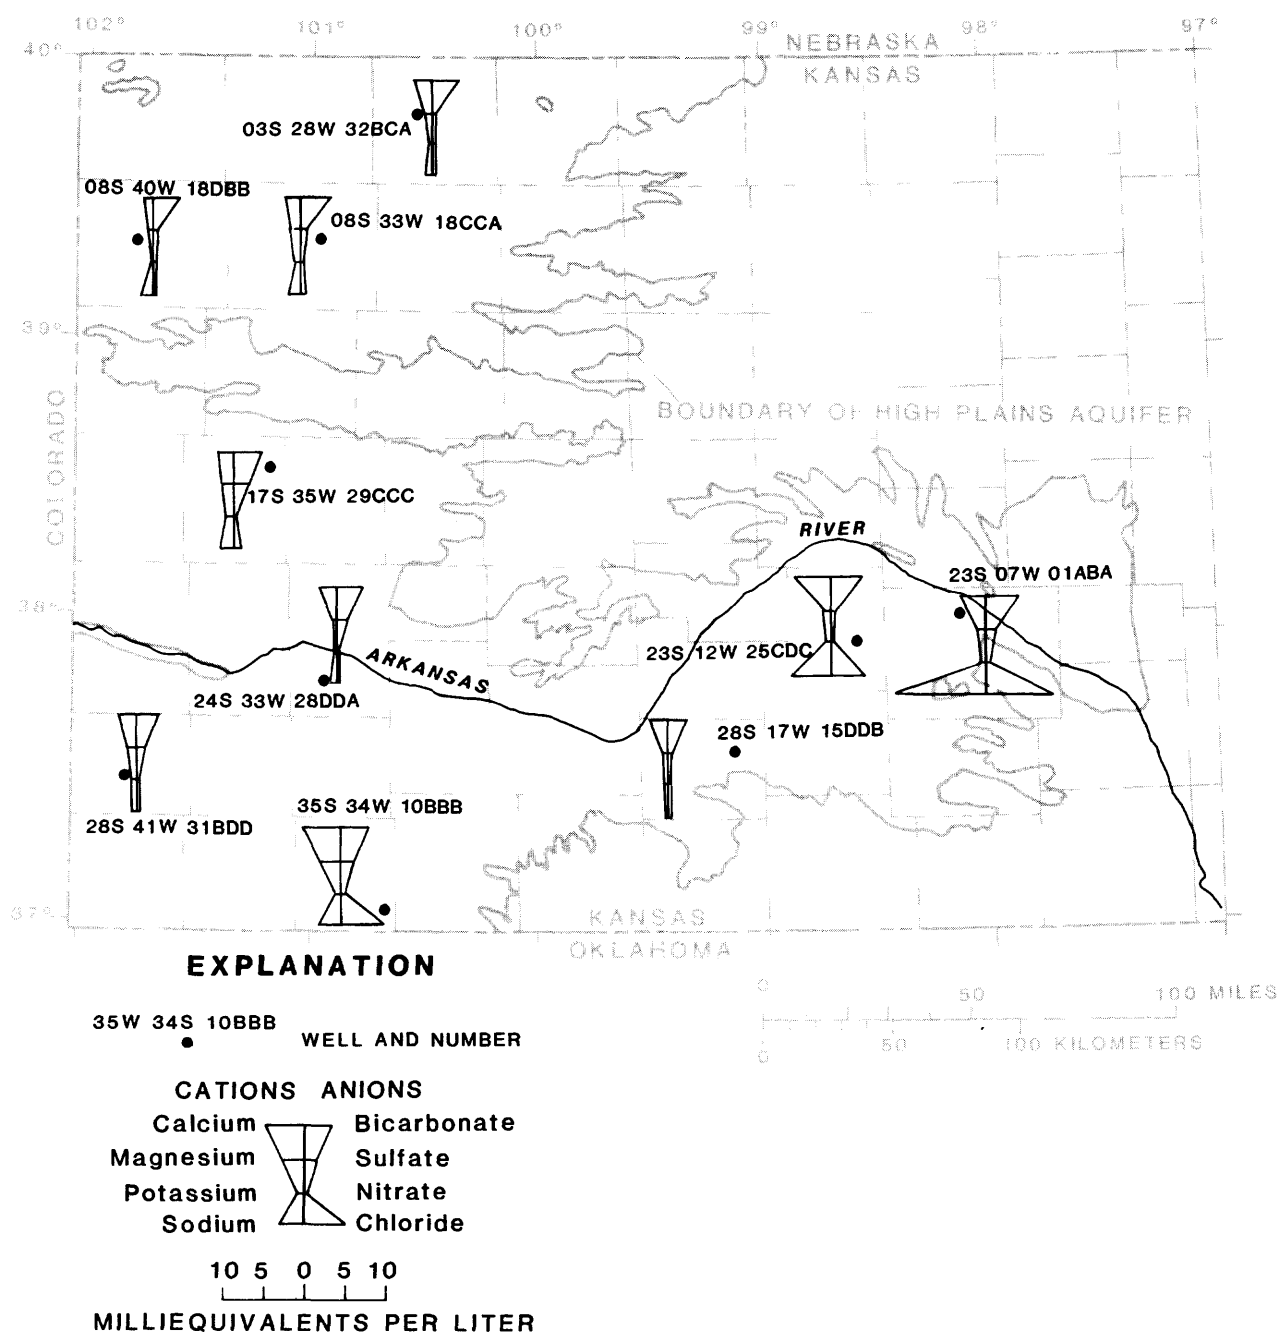 102° 101° 100° 99° 98° 97°
40°
NEBRASKA
KANSAS
03S 28W 32BCA
08S 40W 18DBB
08S 33W 18CCA
39°
COLORADO
BOUNDARY OF HIGH PLAINS AQUIFER
17S 35W 29CCC
RIVER
23S 07W 01ABA
38°
23S 12W 25CDC
ARKANSAS
24S 33W 28DDA
28S 17W 15DDB
35S 34W 10BBB
28S 41W 31BDD
37°
KANSAS
OKLAHOMA
EXPLANATION
0 50 100 MILES
0 50 100 KILOMETERS
35W 34S 10BBB
WELL AND NUMBER
CATIONS ANIONS
Calcium Bicarbonate
Magnesium Sulfate
Potassium Nitrate
Sodium Chloride
10 5 0 5 10
MILLIEQUIVALENTS PER LITER